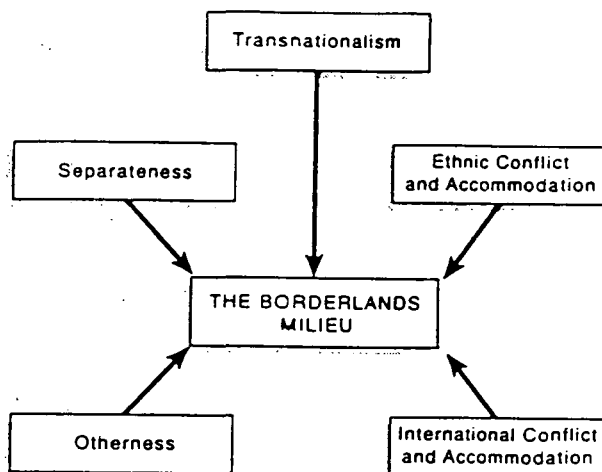 Transnationalism
Separateness
Ethnic Conflict
and Accommodation
THE BORDERLANDS
MILIEU
Otherness
International Conflict
and Accommodation